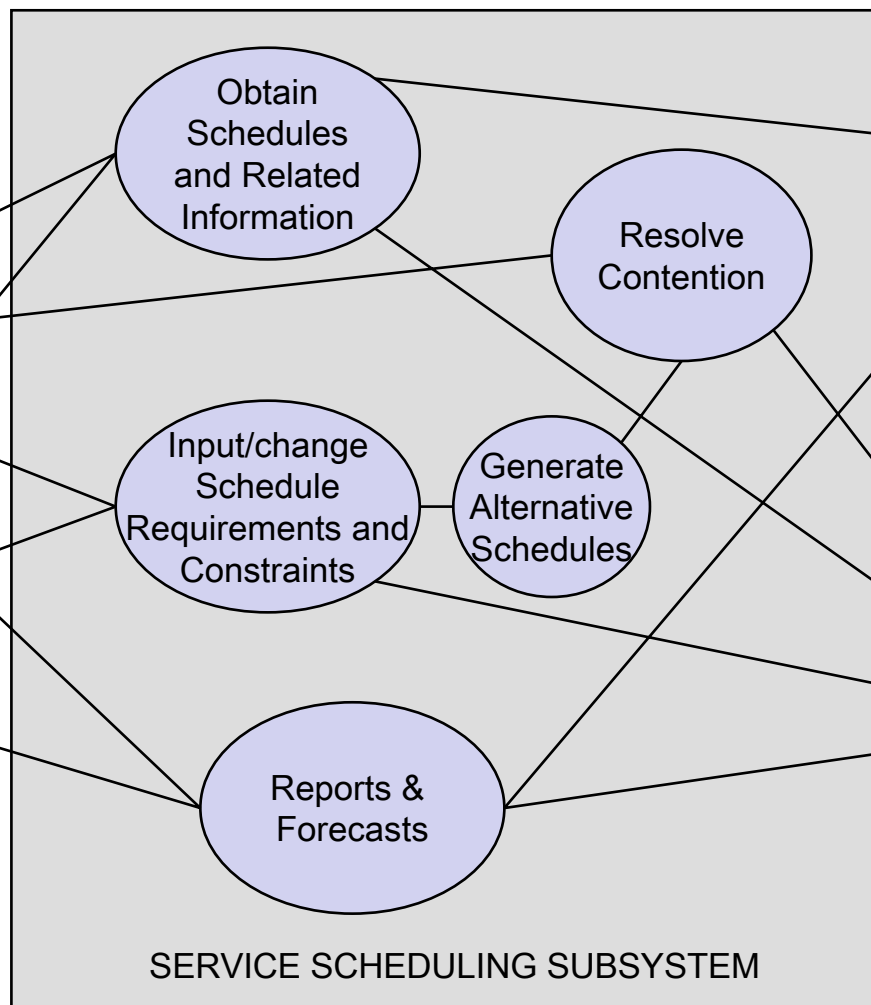 Obtain
Schedules
and Related
Information
Resolve
Contention
Input/change
Schedule
Requirements and
Constraints
Generate
Alternative
Schedules
Reports &
Forecasts
SERVICE SCHEDULING SUBSYSTEM